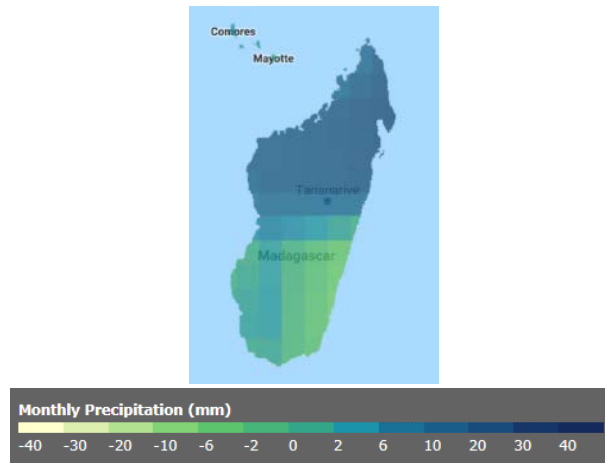 Comores
Mayotte
Tananarive
Madagascar
Monthly Precipitation (mm)
-40 -30 -20 -10 -6 -2 0 2 6 10 20 30 40